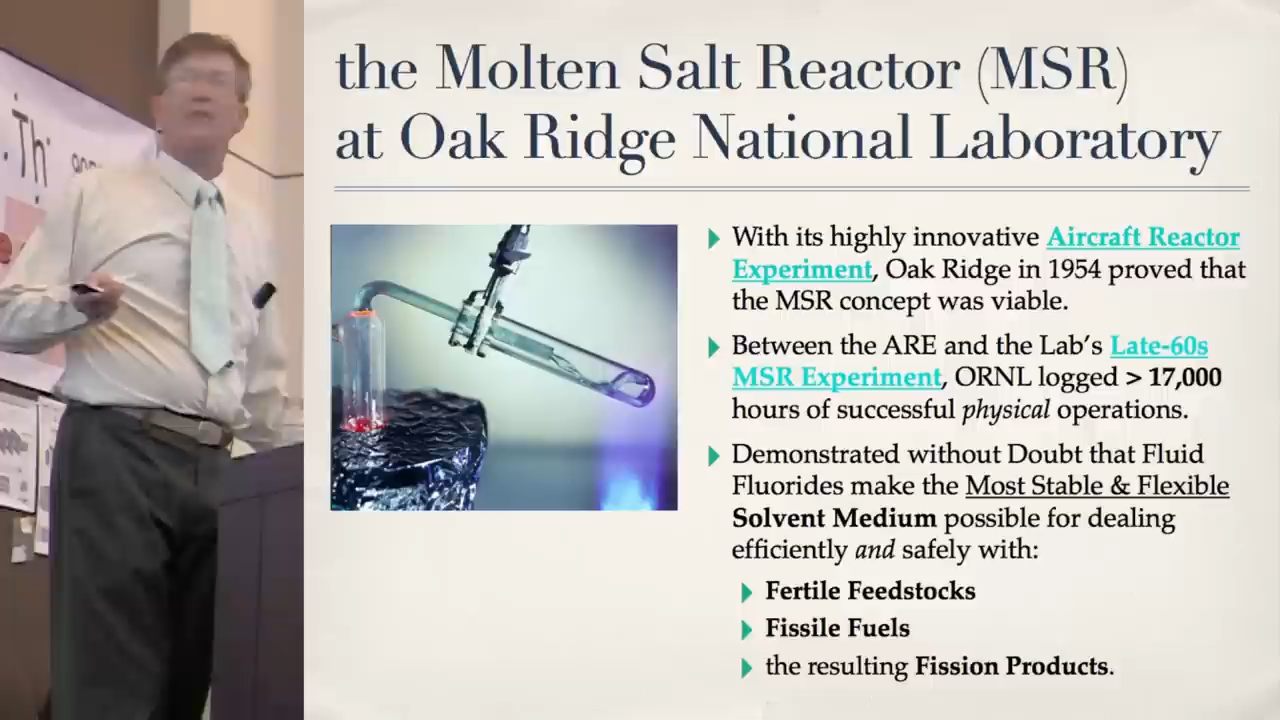 .Th.
the Molten Salt Reactor (MSR)
at Oak Ridge National Laboratory
With its highly innovative Aircraft Reactor
Experiment, Oak Ridge in 1954 proved that
the MSR concept was viable.
Between the ARE and the Lab’s Late-60s
MSR Experiment, ORNL logged > 17,000
hours of successful physical operations.
Demonstrated without Doubt that Fluid
Fluorides make the Most Stable & Flexible
Solvent Medium possible for dealing
efficiently and safely with:
Fertile Feedstocks
Fissile Fuels
the resulting Fission Products.